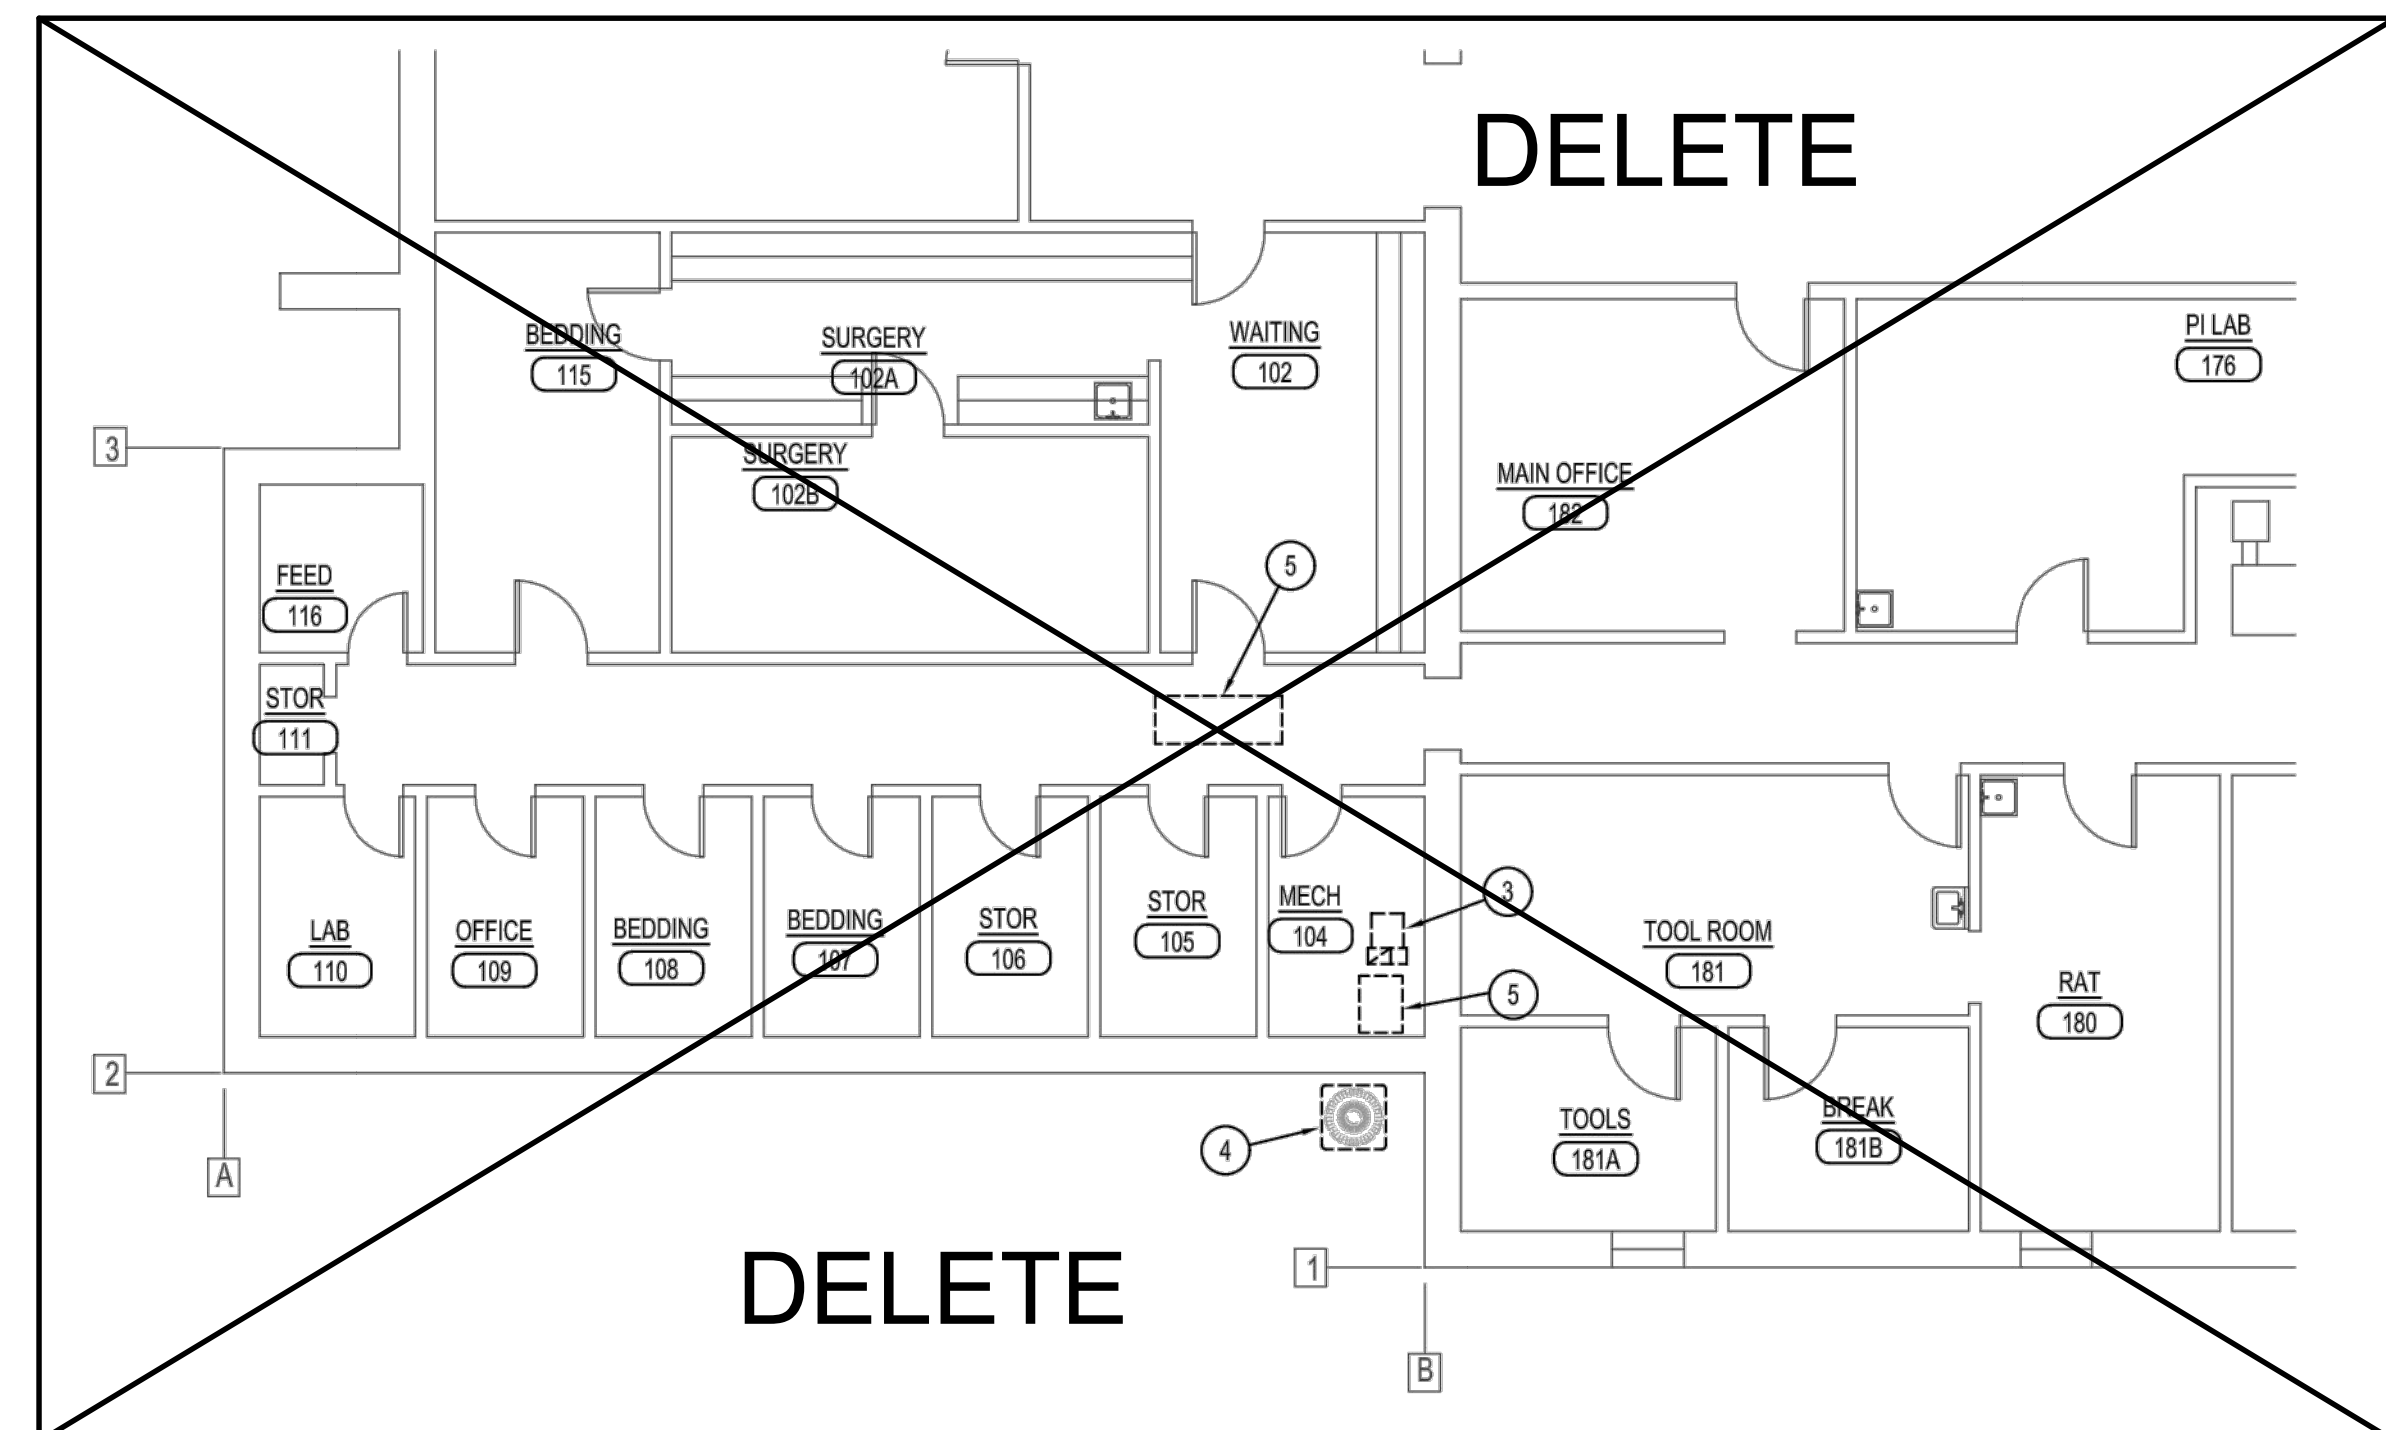 DELETE
BEDDING
115
SURGERY
102A
WAITING
102
PI LAB
176
3
SURGERY
102B
MAIN OFFICE
182
5
FEED
116
STOR
111
3
MECH
104
STOR
105
STOR
106
BEDDING
107
BEDDING
108
OFFICE
109
LAB
110
TOOL ROOM
181
5
RAT
180
2
TOOLS
181A
BREAK
181B
4
A
DELETE
1
B